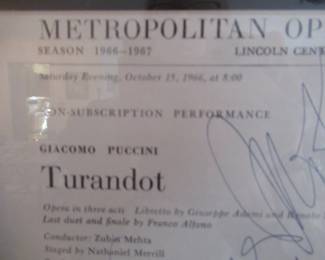 METROPOLITAN OP
SEASON 1966–1967 LINCOLN CENT
Saturday Evening, October 15, 1966, at 8:00
ON-SUBSCRIPTION PERFORMANCE
GIACOMO PUCCINI
Turandot
Opera in three acts Libretto by Giuseppe Adami and Renato
Last duet and finale by Franco Alfano
Conductor: Zubin Mehta
Staged by Nathaniel Merrill